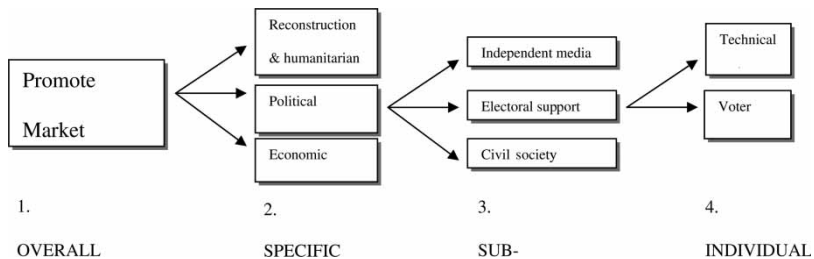 Promote
Market
Reconstruction
& humanitarian
Political
Economic
Independent media
Electoral support
Civil society
Technical
Voter
1.
2.
3.
4.
OVERALL
SPECIFIC
SUB-
INDIVIDUAL